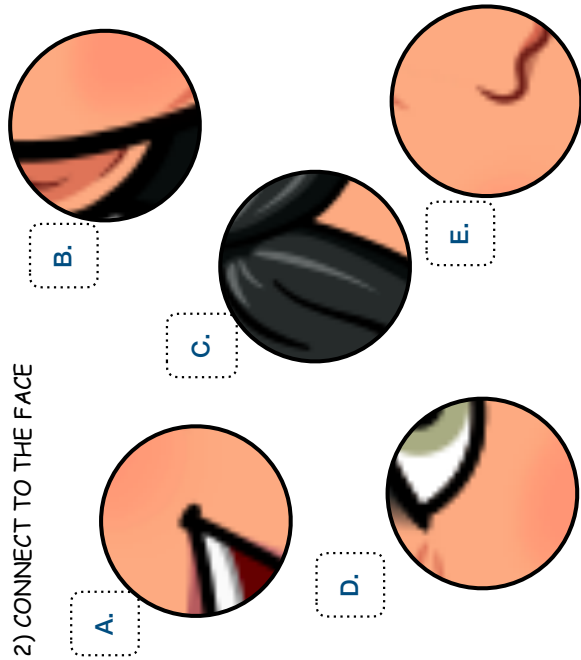 2) CONNECT TO THE FACE
A.
B.
C.
D.
E.